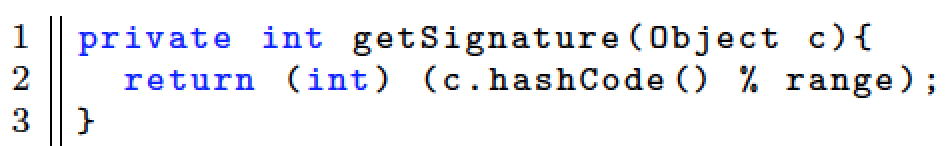 1 private int getSignature(Object c){
2 return (int) (c.hashCode() % range);
3 }